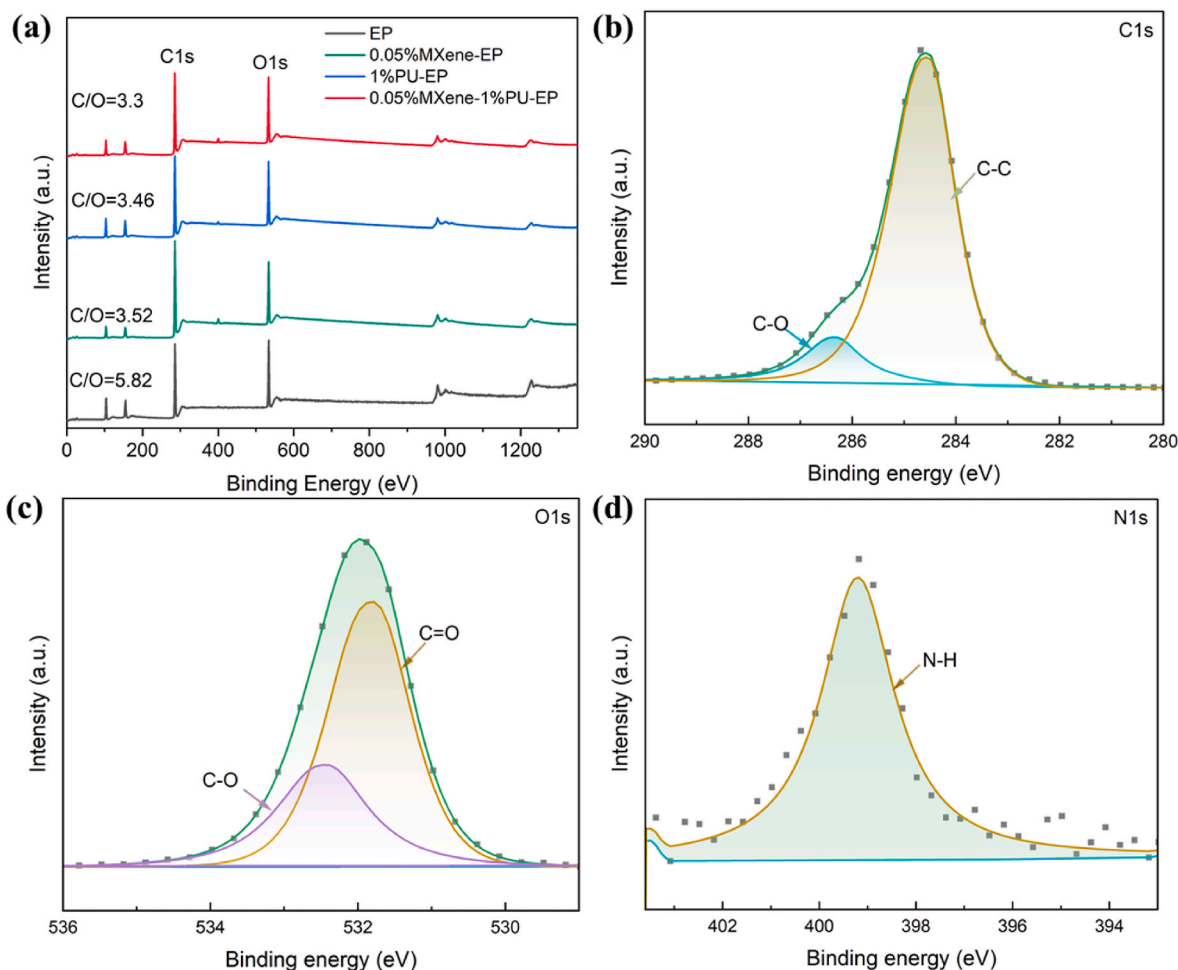 (a)
EP
0.05%MXene-EP
1%PU-EP
0.05%MXene-1%PU-EP
C1s
O1s
C/O=3.3
C/O=3.46
C/O=3.52
C/O=5.82
Intensity (a.u.)
0 200 400 600 800 1000 1200
Binding Energy (eV)
(b)
C1s
C-C
C-O
Intensity (a.u.)
290 288 286 284 282 280
Binding energy (eV)
(c)
O1s
C=O
C-O
Intensity (a.u.)
536 534 532 530
Binding energy (eV)
(d)
N1s
N-H
Intensity (a.u.)
402 400 398 396 394
Binding energy (eV)